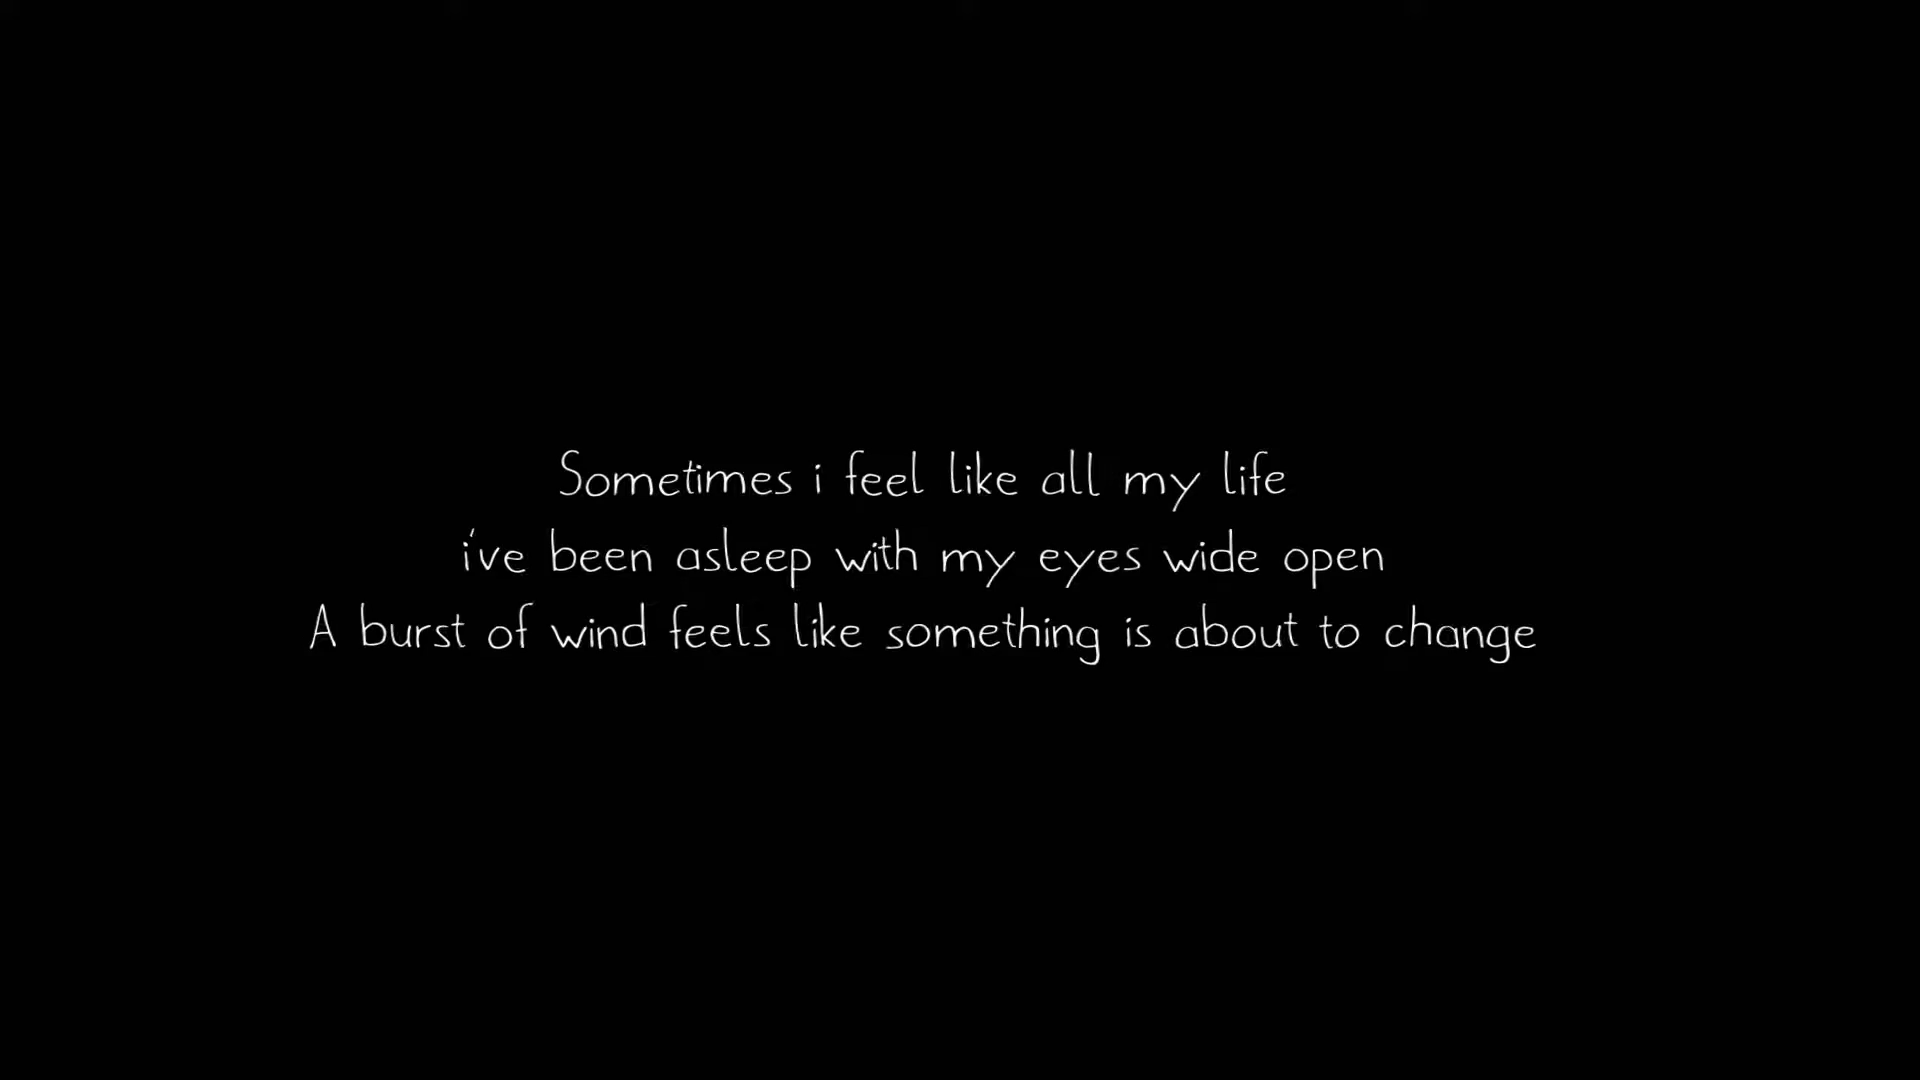 Sometimes i feel like all my life
i've been asleep with my eyes wide open
A burst of wind feels like something is about to change